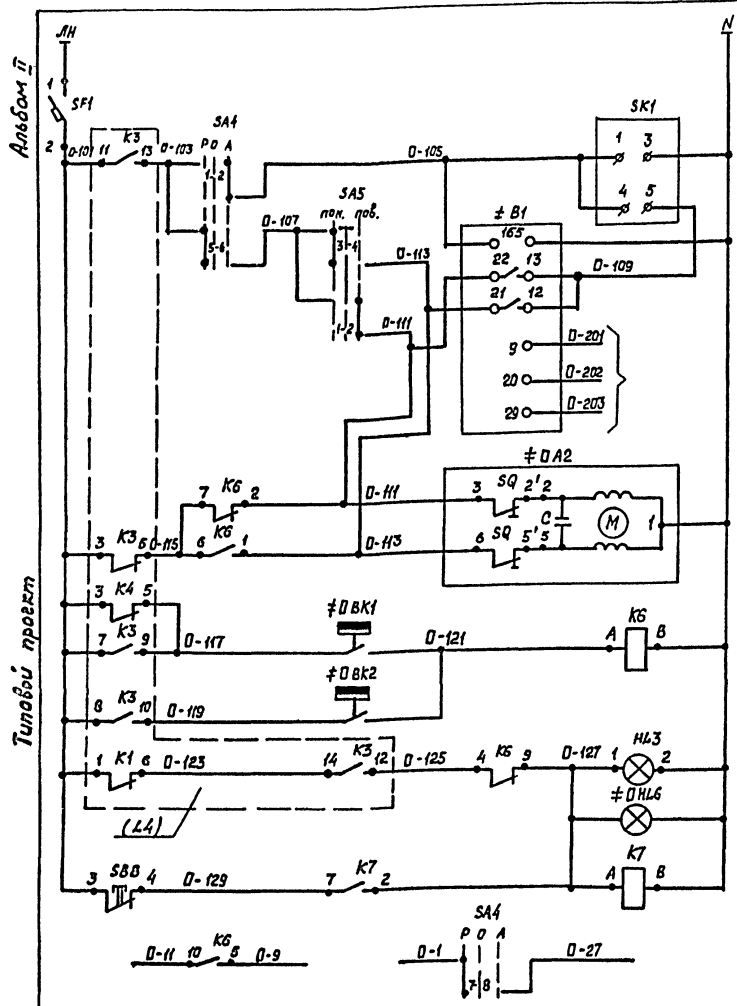 Альбом II
Типовой проект
ЛН
N
1
SF1
2
0-101
11
K3
13
0-103
SA4
P O A
1-2
5-6
0-105
SK1
1 3
4 5
SA5
пок. пов.
3-4
1-2
0-107
0-113
0-111
± B1
165
22 13
21 12
0-109
9 0-201
20 0-202
29 0-203
≠ 0A2
7 K6 2
0-111
3 SQ 2' 2
C
M
1
3 K3 6
0-115
6 K6 1
0-113
6 SQ 5' 5
3 K4 5
7 K3 9
0-117
≠ 0BK1
0-121
A K6 B
8 K3 10
0-119
≠ 0BK2
1 K1 6
0-123
14 K3 12
0-125
4 K6 9
0-127
1 HL3 2
≠ 0HL6
(L4)
3 SBB 4
0-129
7 K7 2
A K7 B
0-11 10 K6 5 0-9
SA4
P O A
0-1
7 8
0-27